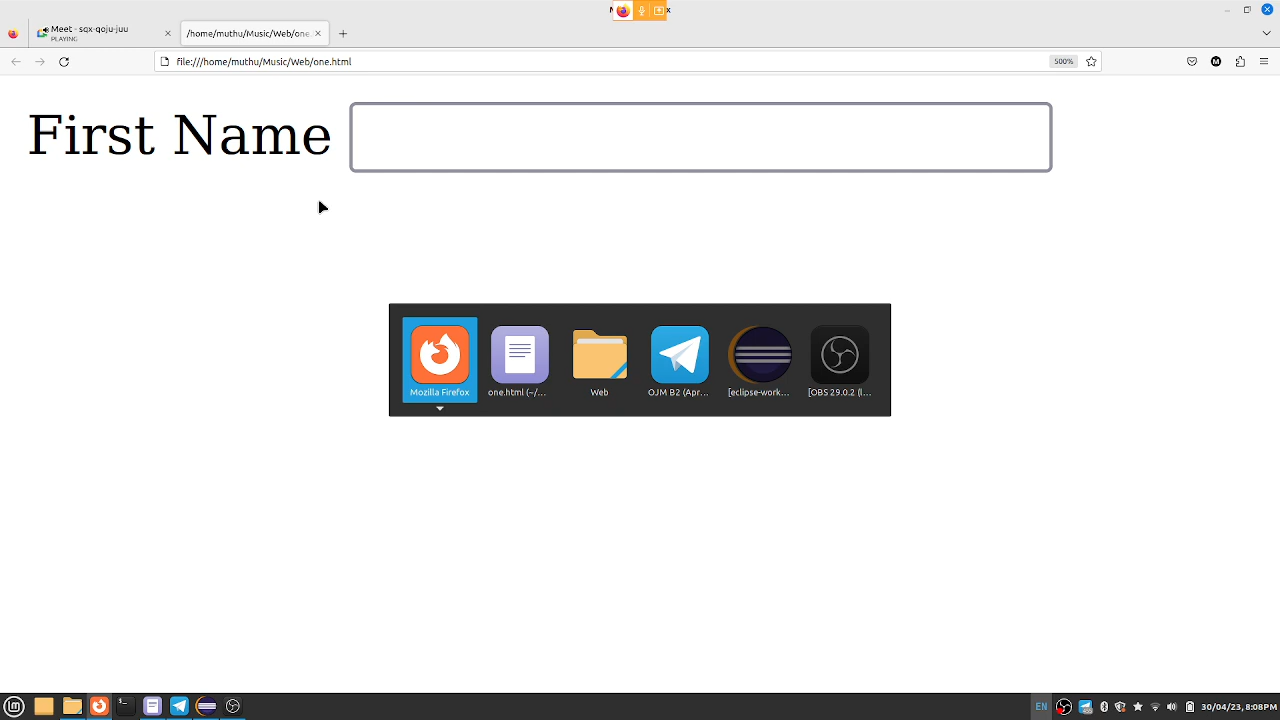 Meet - sqx-qoju-juu
PLAYING
/home/muthu/Music/Web/one.
file:///home/muthu/Music/Web/one.html
500%
First Name
Mozilla Firefox
one.html (~/...
Web
OJM B2 (Apr...
[eclipse-work...
[OBS 29.0.2 (l...
EN
30/04/23, 8:08PM